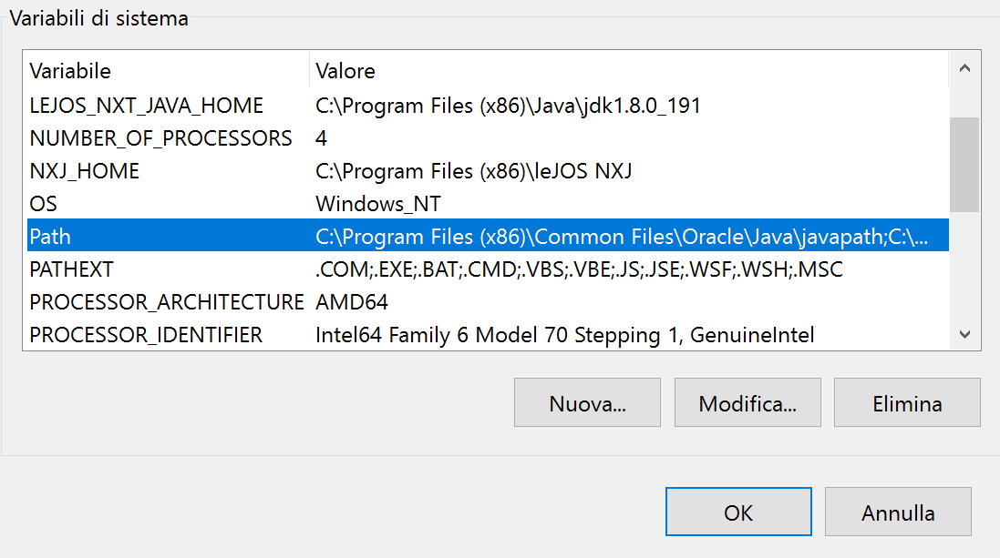 Variabili di sistema
Variabile Valore
LEJOS_NXT_JAVA_HOME C:\Program Files (x86)\Java\jdk1.8.0_191
NUMBER_OF_PROCESSORS 4
NXJ_HOME C:\Program Files (x86)\leJOS NXJ
OS Windows_NT
Path C:\Program Files (x86)\Common Files\Oracle\Java\javapath;C:\...
PATHEXT .COM;.EXE;.BAT;.CMD;.VBS;.VBE;.JS;.JSE;.WSF;.WSH;.MSC
PROCESSOR_ARCHITECTURE AMD64
PROCESSOR_IDENTIFIER Intel64 Family 6 Model 70 Stepping 1, GenuineIntel
Nuova... Modifica... Elimina
OK Annulla